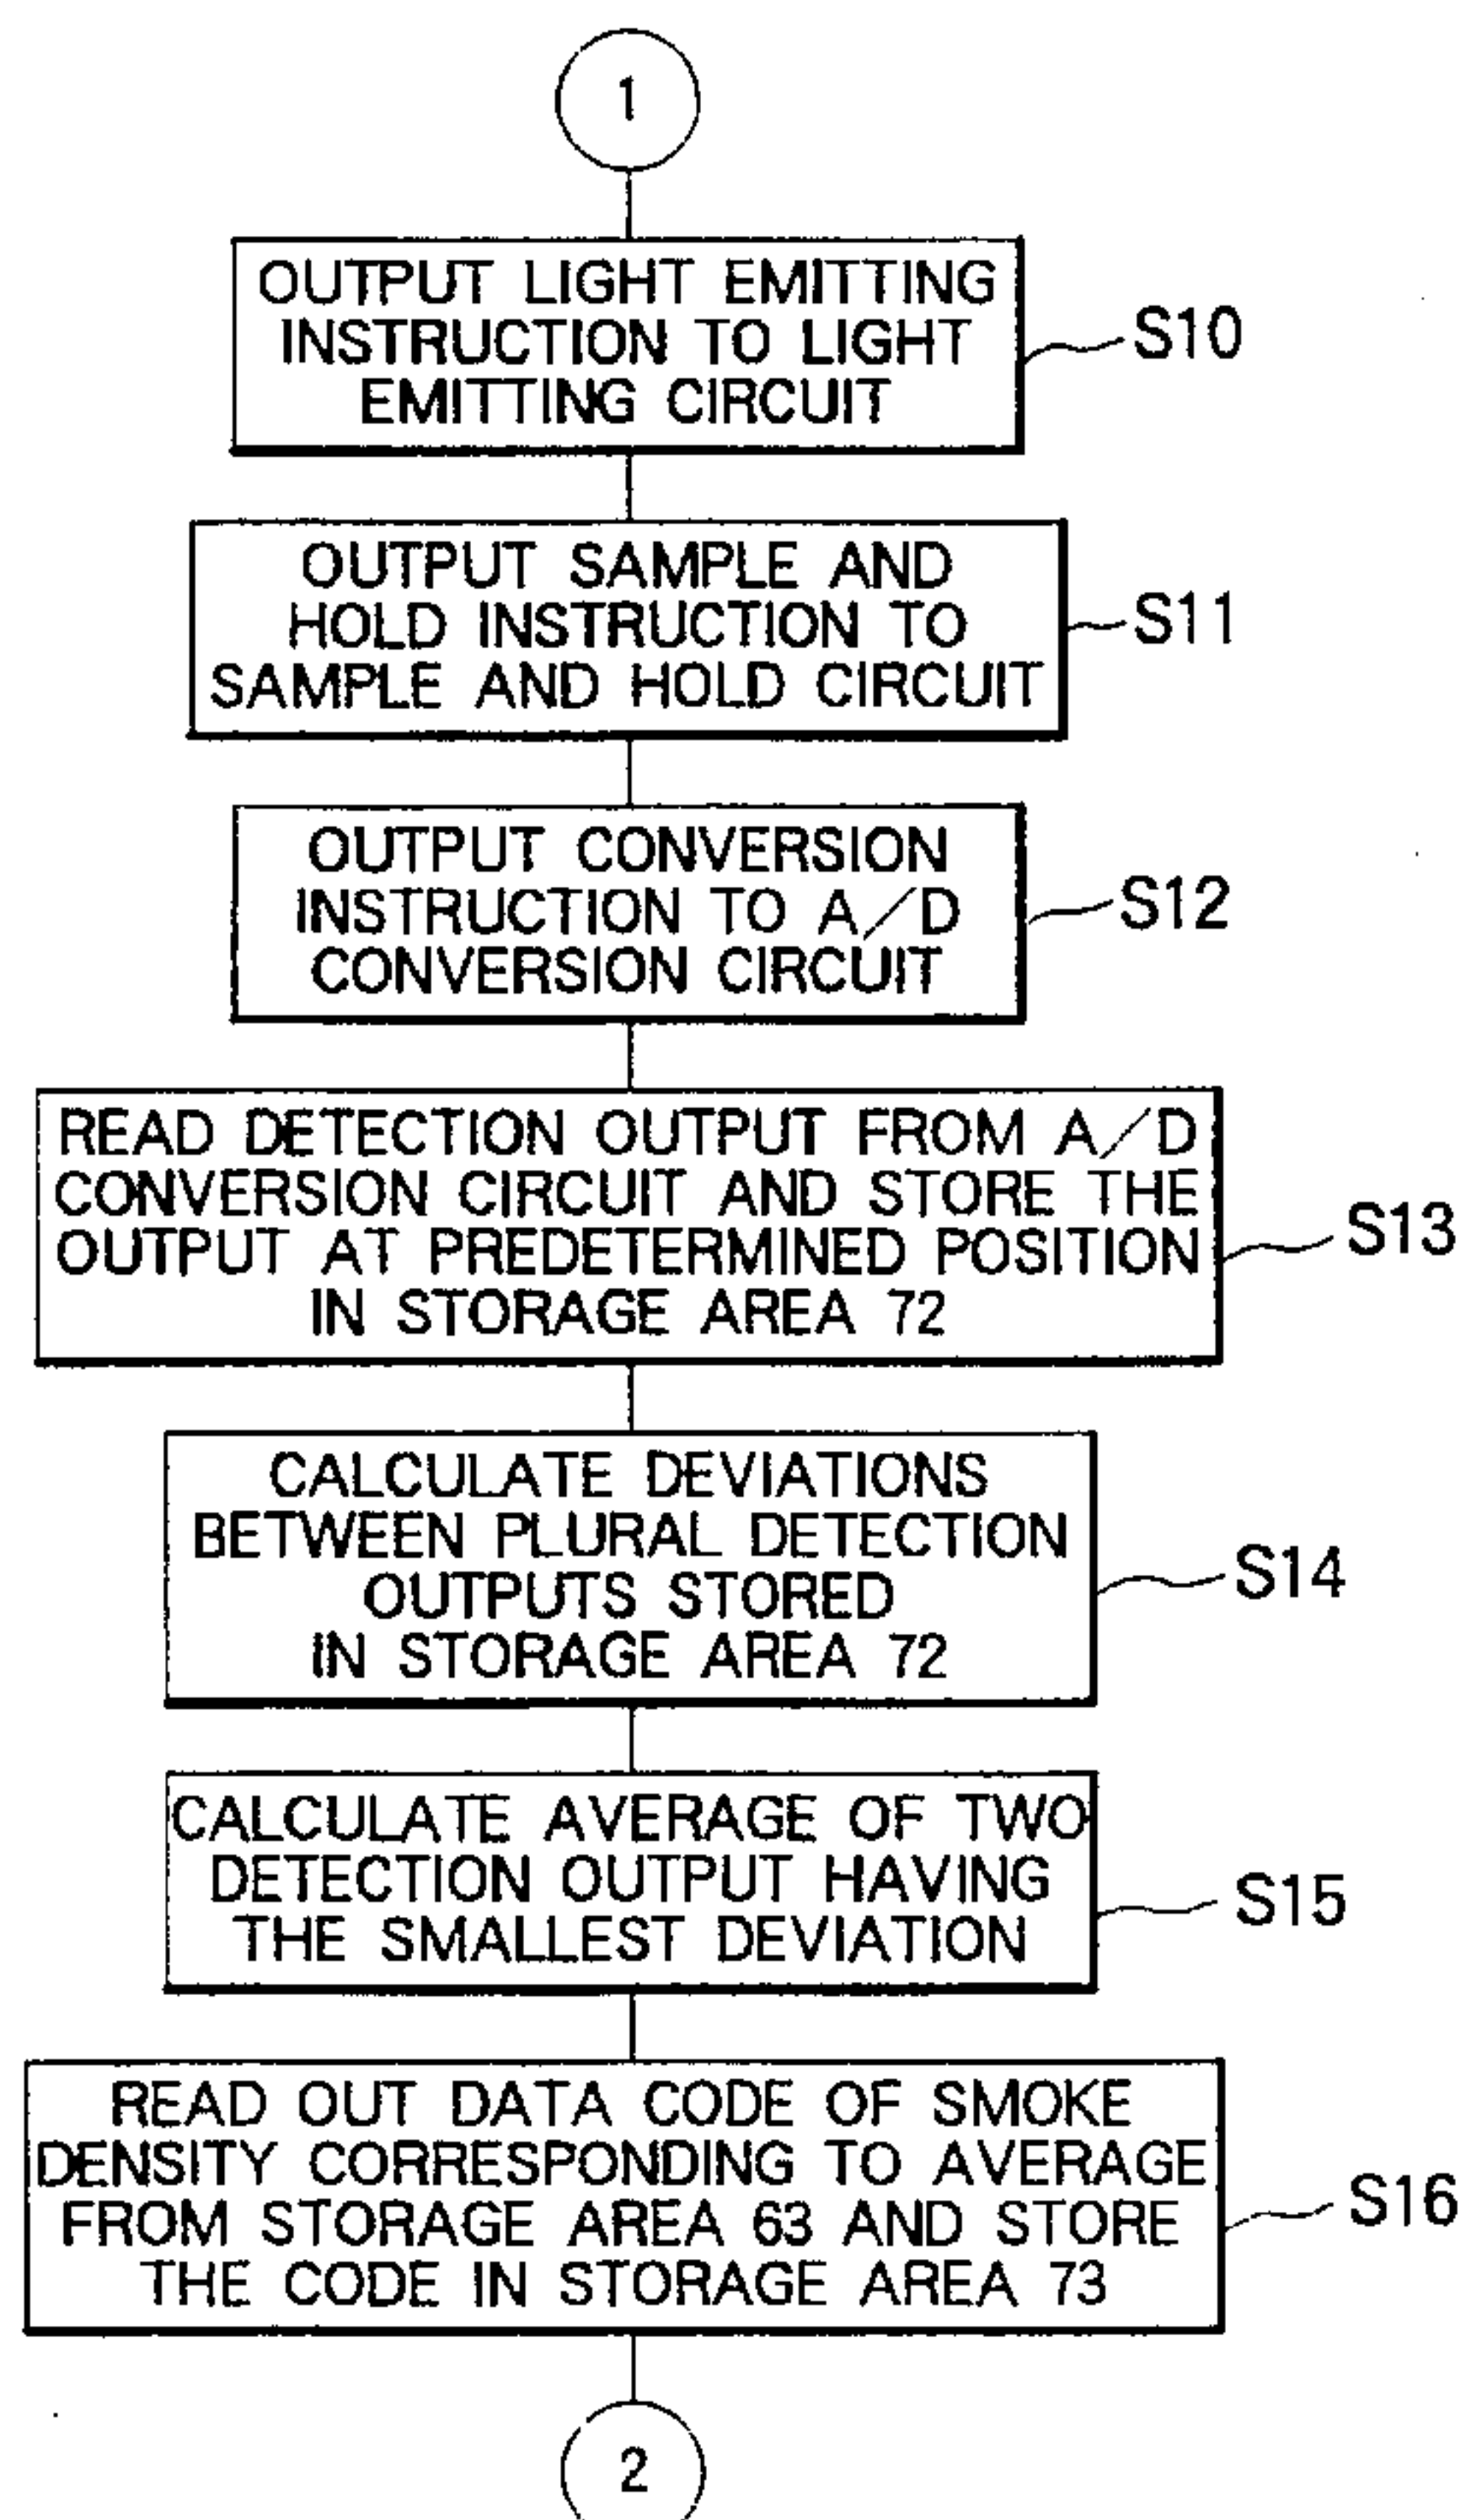 1
OUTPUT LIGHT EMITTING
INSTRUCTION TO LIGHT
EMITTING CIRCUIT
S10
OUTPUT SAMPLE AND
HOLD INSTRUCTION TO
SAMPLE AND HOLD CIRCUIT
S11
OUTPUT CONVERSION
INSTRUCTION TO A/D
CONVERSION CIRCUIT
S12
READ DETECTION OUTPUT FROM A/D
CONVERSION CIRCUIT AND STORE THE
OUTPUT AT PREDETERMINED POSITION
IN STORAGE AREA 72
S13
CALCULATE DEVIATIONS
BETWEEN PLURAL DETECTION
OUTPUTS STORED
IN STORAGE AREA 72
S14
CALCULATE AVERAGE OF TWO
DETECTION OUTPUT HAVING
THE SMALLEST DEVIATION
S15
READ OUT DATA CODE OF SMOKE
DENSITY CORRESPONDING TO AVERAGE
FROM STORAGE AREA 63 AND STORE
THE CODE IN STORAGE AREA 73
S16
2